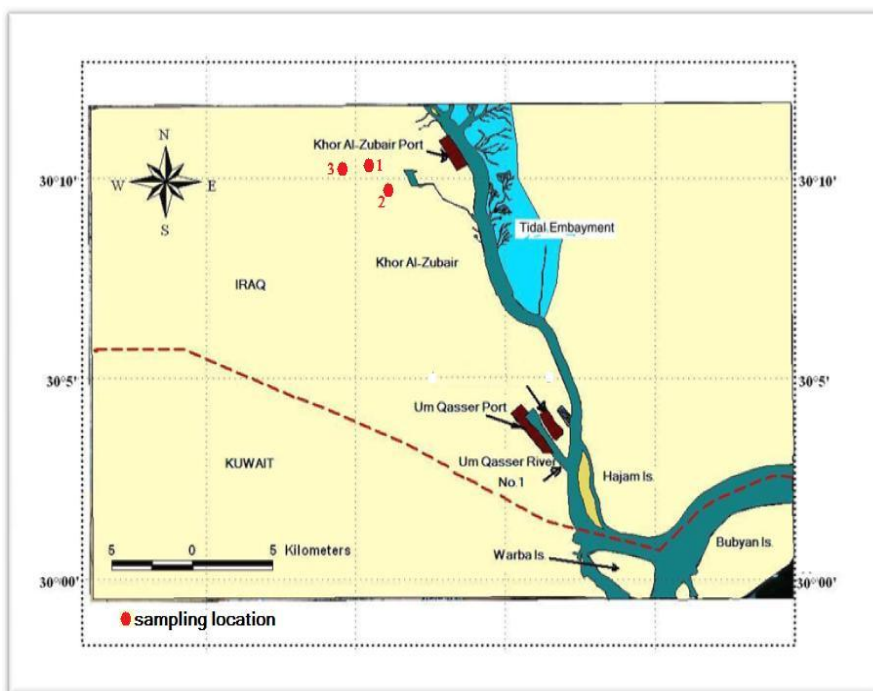 N
W E
S
Khor Al-Zubair Port
3 1
2
30°10' 30°10'
Tidal Embayment
Khor Al-Zubair
IRAQ
30°5' 30°5'
Um Qasser Port
KUWAIT
Um Qasser River
No.1
Hajam Is.
Bubyan Is.
Warba Is.
5 0 5 Kilometers
30°00' 30°00'
sampling location